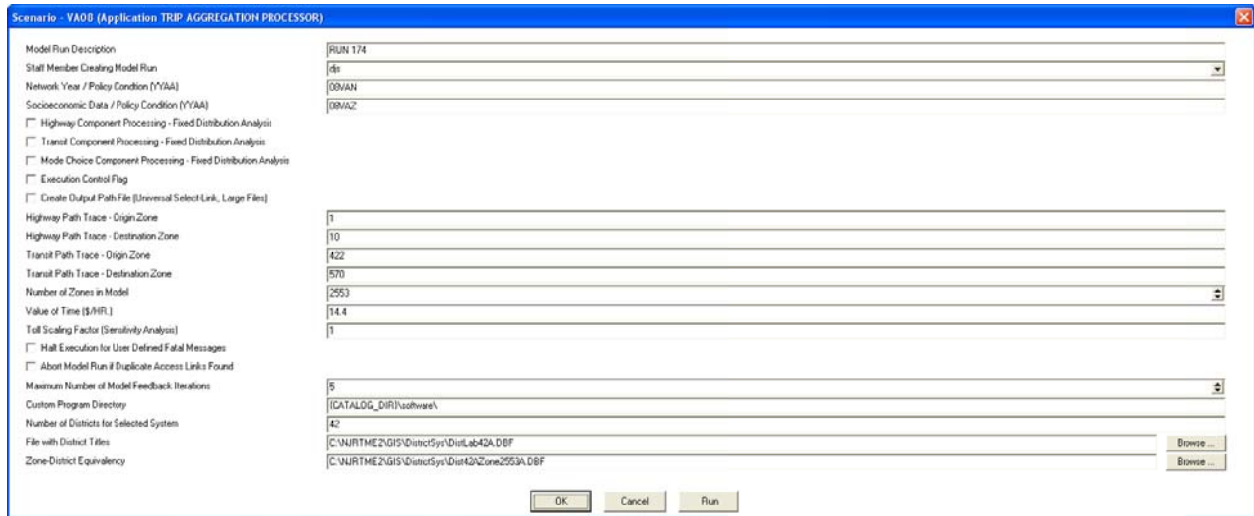 Scenario - VA08 (Application TRIP AGGREGATION PROCESSOR)
Model Run Description RUN 174
Staff Member Creating Model Run djs
Network Year / Policy Condtion (YYAA) 08VAN
Socioeconomic Data / Policy Condition (YYAA) 08VAZ
Highway Component Processing - Fixed Distribution Analysis
Transit Component Processing - Fixed Distribution Analysis
Mode Choice Component Processing - Fixed Distribution Analysis
Execution Control Flag
Create Output Path File (Universal Select-Link, Large Files)
Highway Path Trace - Origin Zone 1
Highway Path Trace - Destination Zone 10
Transit Path Trace - Origin Zone 422
Transit Path Trace - Destination Zone 570
Number of Zones in Model 2553
Value of Time ($/HR.) 14.4
Toll Scaling Factor (Sensitivity Analysis) 1
Halt Execution for User Defined Fatal Messages
Abort Model Run if Duplicate Access Links Found
Maximum Number of Model Feedback Iterations 5
Custom Program Directory {CATALOG_DIR}\software\
Number of Districts for Selected System 42
File with District Titles C:\NJRTME2\GIS\DistrictSys\DistLab42A.DBF Browse ...
Zone-District Equivalency C:\NJRTME2\GIS\DistrictSys\Dist42AZone2553A.DBF Browse ...
OK Cancel Run